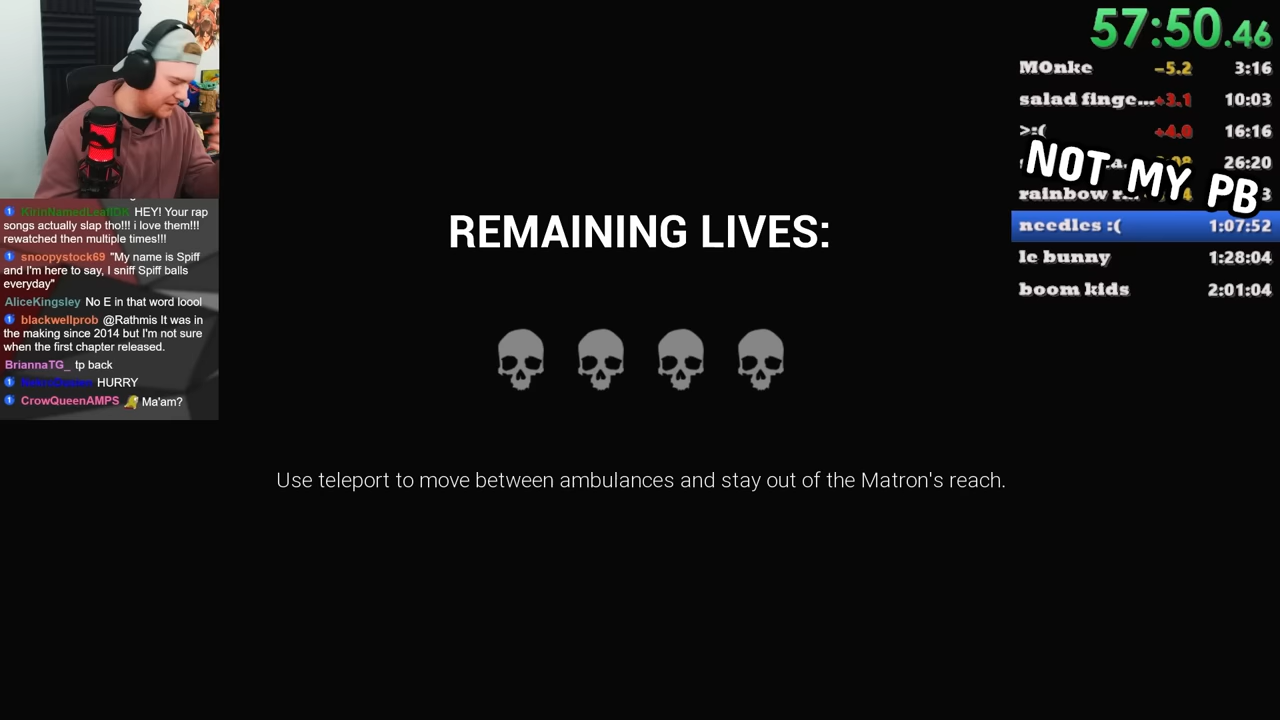 57:50.46
MOnke -5.2 3:16
salad finge... +3.1 10:03
>:( +4.0 16:16
26:20
NOT MY PB
rainbow r
needles :( 1:07:52
le bunny 1:28:04
boom kids 2:01:04
HEY! Your rap
songs actually slap tho!!! i love them!!!
rewatched then multiple times!!!
snoopystock69 "My name is Spiff
and I'm here to say, I sniff Spiff balls
everyday"
AliceKingsley No E in that word loool
blackwellprob @Rathmis It was in
the making since 2014 but I'm not sure
when the first chapter released.
BriannaTG_ tp back
HURRY
CrowQueenAMPS Ma'am?
REMAINING LIVES:
Use teleport to move between ambulances and stay out of the Matron's reach.